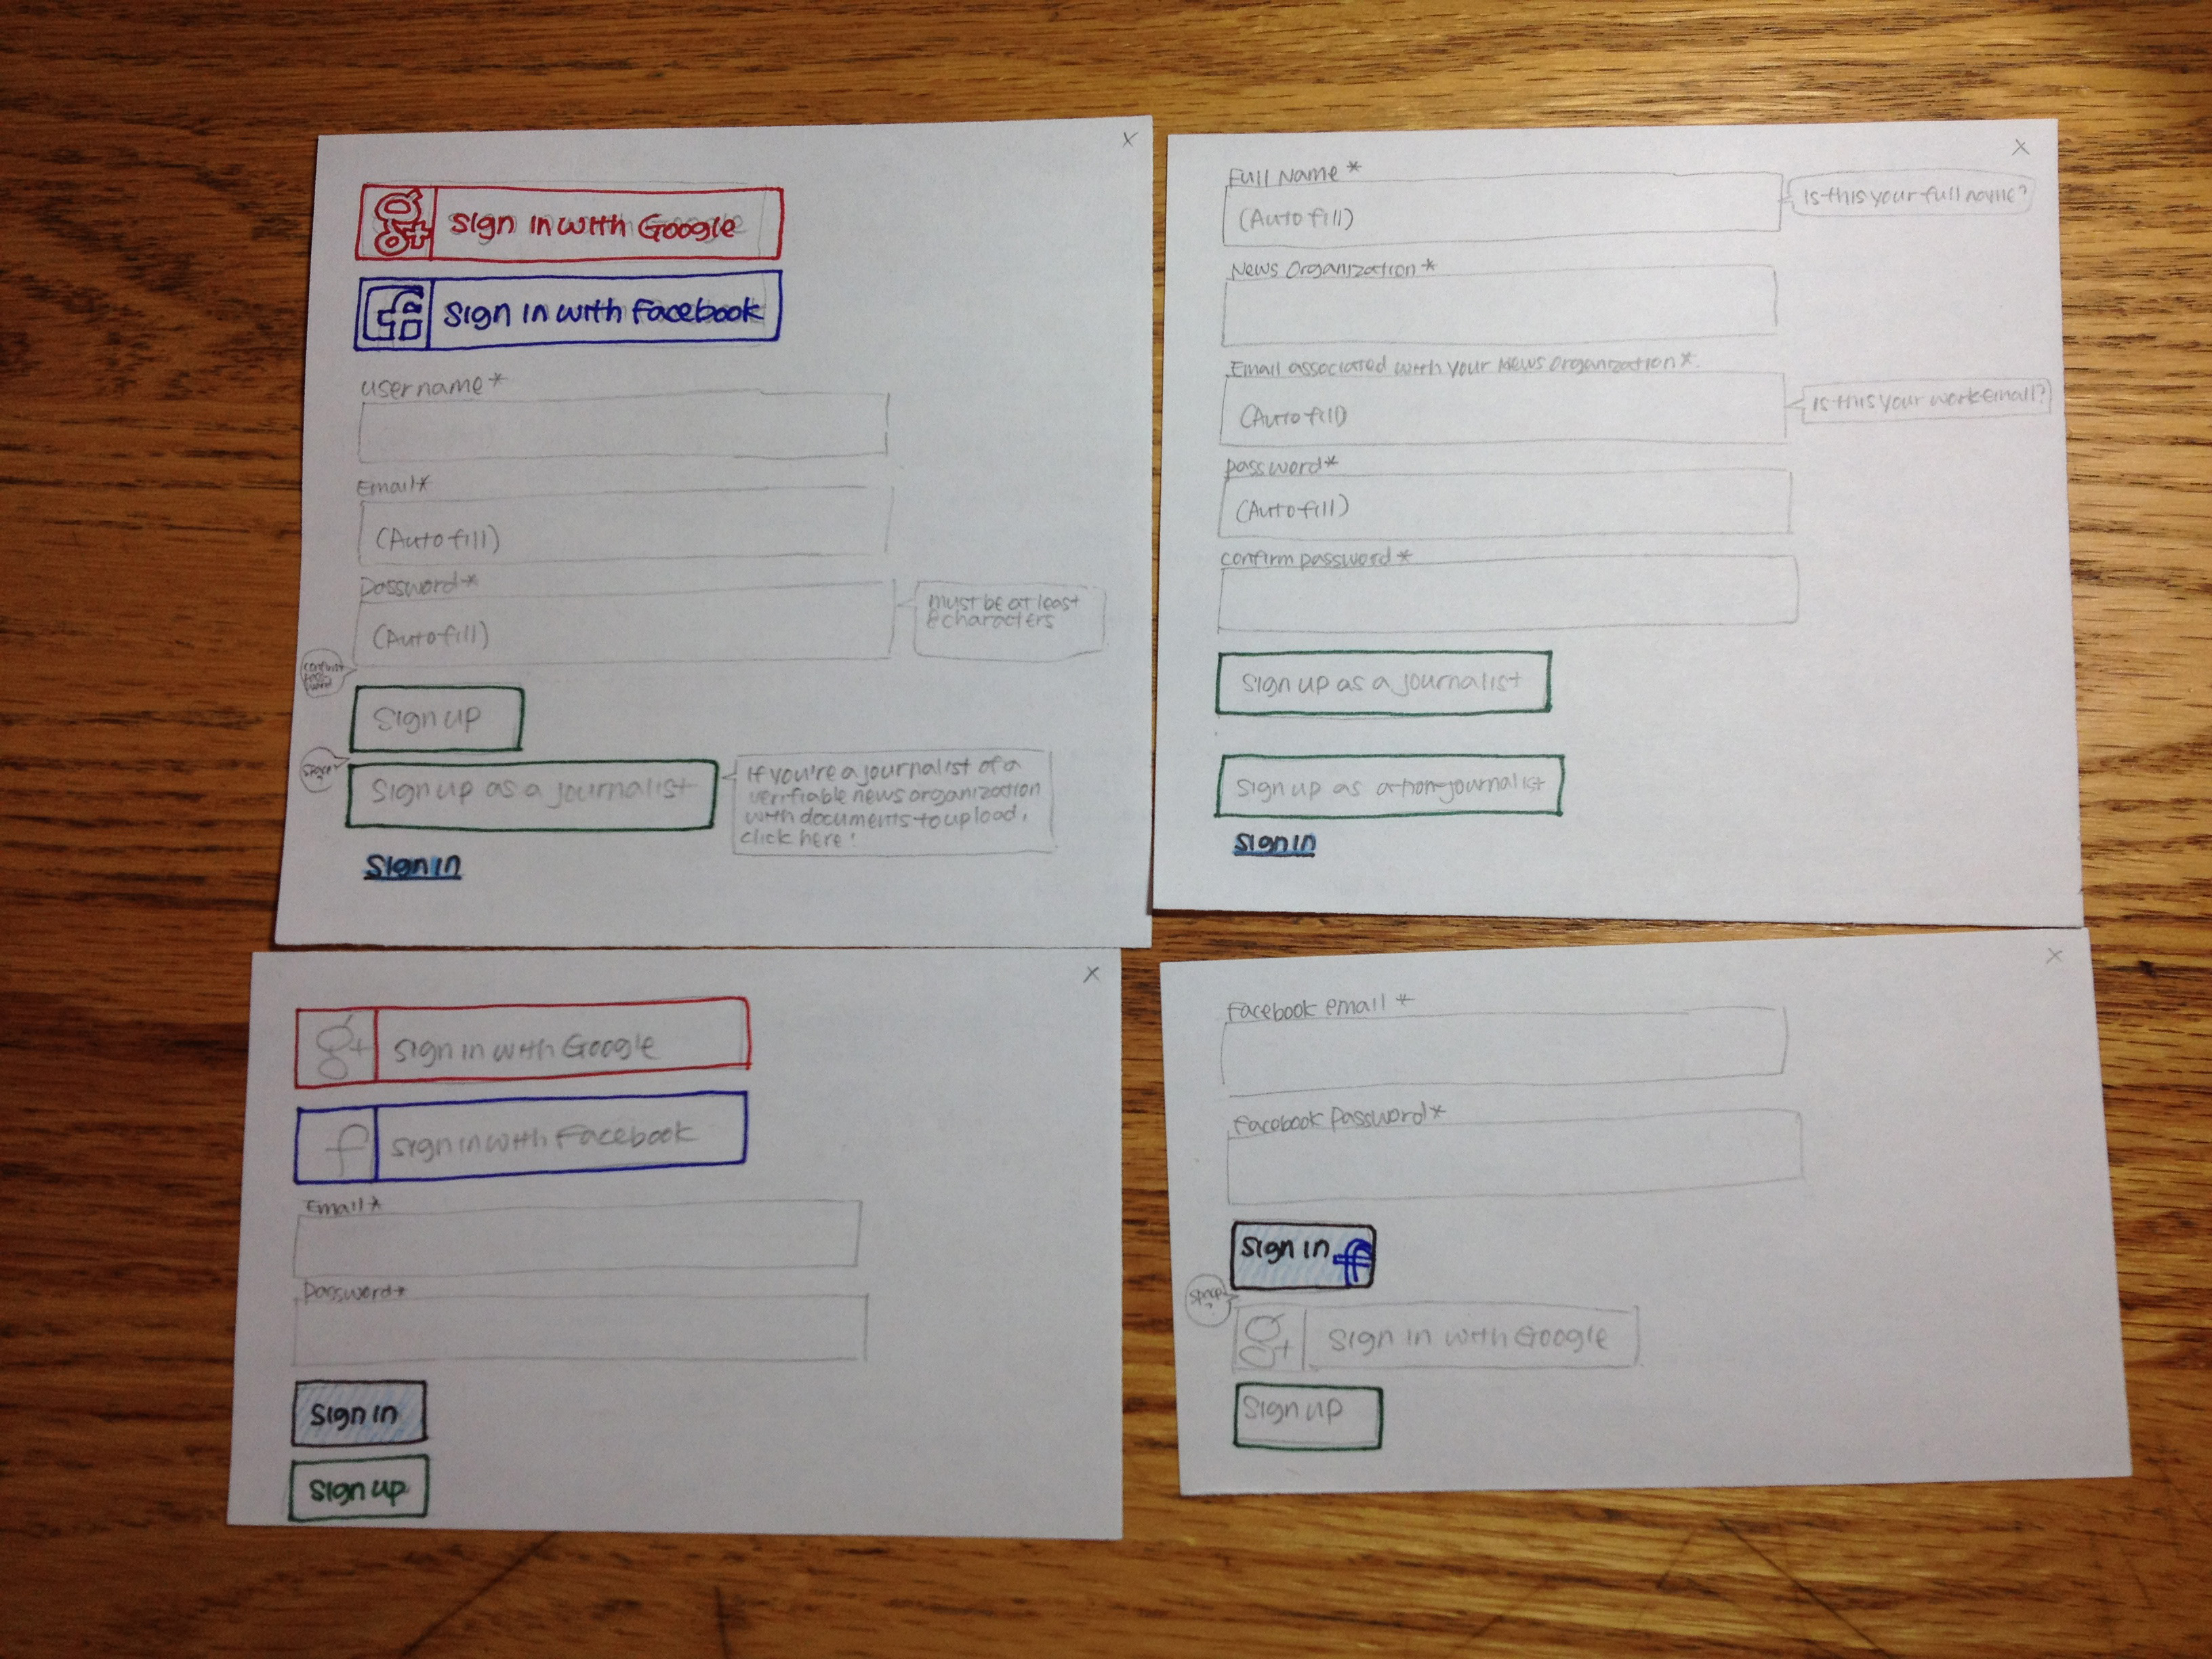 x
g+ Sign in with Google
f Sign in with Facebook
username*
Email*
(Autofill)
Password*
(Autofill)
must be at least
8 characters
confirm
pass-
word
Sign up
space
?
Sign up as a journalist
If you're a journalist of a
verifiable news organization
with documents to upload,
click here!
Sign in
x
Full Name*
(Autofill)
Is this your full name?
News Organization*
Email associated with your News Organization*.
(Autofill)
Is this your work email?
password*
(Autofill)
confirm password*
Sign up as a journalist
Sign up as a non-journalist
Sign in
x
g+ Sign in with Google
f Sign in with Facebook
Email*
Password*
Sign in
Sign up
x
Facebook email *
Facebook Password*
Sign in f
space
?
g+ Sign in with Google
Sign up